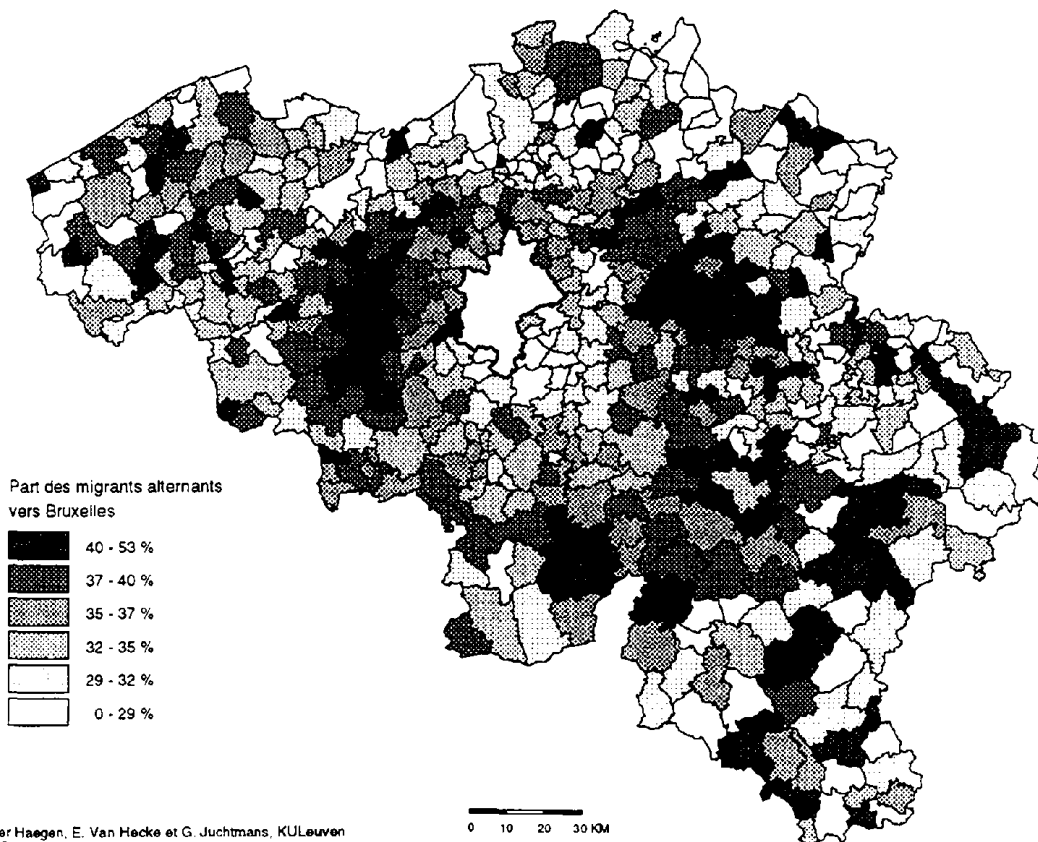 Part des migrants alternants
vers Bruxelles
40 - 53 %
37 - 40 %
35 - 37 %
32 - 35 %
29 - 32 %
0 - 29 %
0 10 20 30 KM
er Haegen, E. Van Hecke et G. Juchtmans, KULeuven